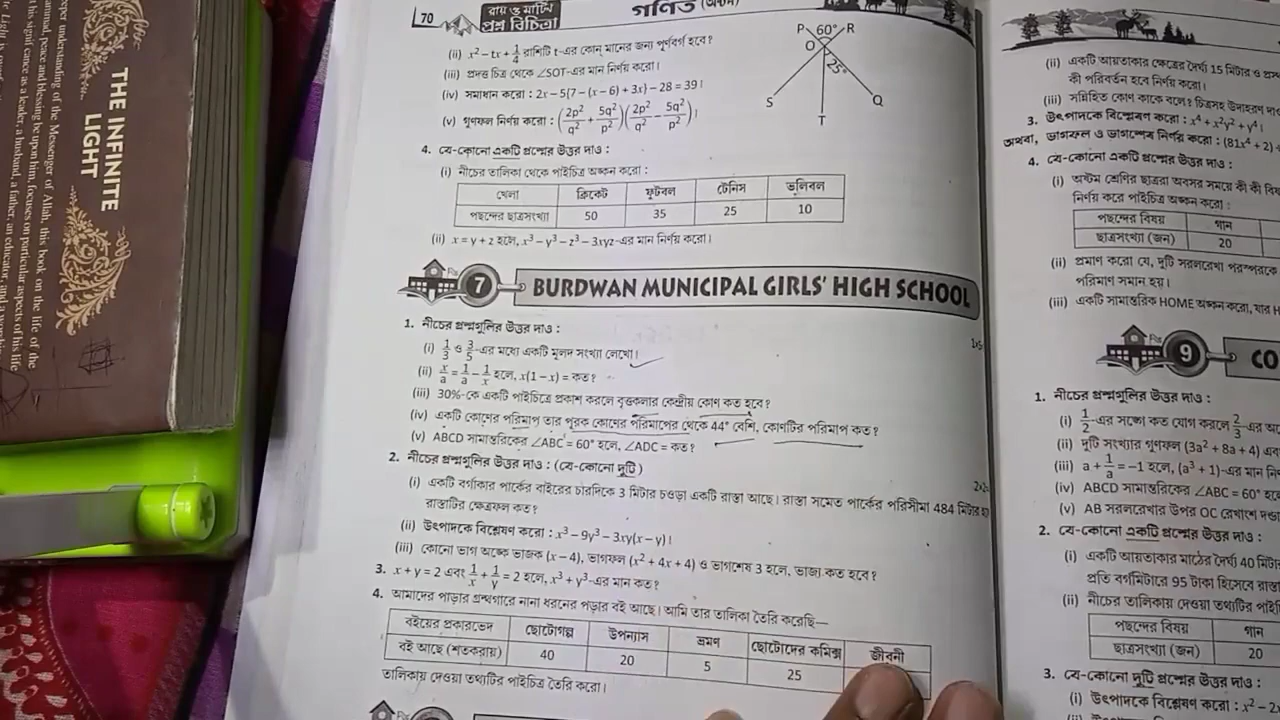 THE INFINITE
LIGHT
70
রায় ও মার্টিন
প্রশ্ন বিচিত্রা
গণিত (অষ্টম)
(ii) x² – tx + 1/4 রাশিটি t-এর কোন্ মানের জন্য পূর্ণবর্গ হবে?
(iii) প্রদত্ত চিত্র থেকে ∠SOT-এর মান নির্ণয় করো।
(iv) সমাধান করো : 2x – 5{7 – (x – 6) + 3x} – 28 = 39।
(v) গুণফল নির্ণয় করো : (2p²/q² + 5q²/p²)(2p²/q² – 5q²/p²)।
P 60° R
O
25°
S Q
T
4. যে-কোনো একটি প্রশ্নের উত্তর দাও :
(i) নীচের তালিকা থেকে পাইচিত্র অঙ্কন করো :
খেলা ক্রিকেট ফুটবল টেনিস ভলিবল
পছন্দের ছাত্রসংখ্যা 50 35 25 10
(ii) x = y + z হলে, x³ – y³ – z³ – 3xyz-এর মান নির্ণয় করো।
7 BURDWAN MUNICIPAL GIRLS' HIGH SCHOOL
1. নীচের প্রশ্নগুলির উত্তর দাও :
(i) 1/3 ও 3/5-এর মধ্যে একটি মূলদ সংখ্যা লেখো।
(ii) x/a = 1/a – 1/x হলে, x(1 – x) = কত?
(iii) 30%-কে একটি পাইচিত্রে প্রকাশ করলে বৃত্তকলার কেন্দ্রীয় কোণ কত হবে?
(iv) একটি কোণের পরিমাপ তার পূরক কোণের পরিমাপের থেকে 44° বেশি, কোণটির পরিমাপ কত?
(v) ABCD সামান্তরিকের ∠ABC = 60° হলে, ∠ADC = কত?
2. নীচের প্রশ্নগুলির উত্তর দাও : (যে-কোনো দুটি)
(i) একটি বর্গাকার পার্কের বাইরের চারদিকে 3 মিটার চওড়া একটি রাস্তা আছে। রাস্তা সমেত পার্কের পরিসীমা 484 মিটার
রাস্তাটির ক্ষেত্রফল কত?
(ii) উৎপাদকে বিশ্লেষণ করো : x³ – 9y³ – 3xy(x – y)।
(iii) কোনো ভাগ অঙ্কে ভাজক (x – 4), ভাগফল (x² + 4x + 4) ও ভাগশেষ 3 হলে, ভাজ্য কত হবে?
3. x + y = 2 এবং 1/x + 1/y = 2 হলে, x³ + y³-এর মান কত?
4. আমাদের পাড়ার গ্রন্থাগারে নানা ধরনের পড়ার বই আছে। আমি তার তালিকা তৈরি করেছি—
বইয়ের প্রকারভেদ ছোটোগল্প উপন্যাস ভ্রমণ ছোটোদের কমিক্স জীবনী
বই আছে (শতকরায়) 40 20 5 25
তালিকায় দেওয়া তথ্যটির পাইচিত্র তৈরি করো।
(ii) একটি আয়তাকার ক্ষেত্রের দৈর্ঘ্য 15 মিটার ও
কী পরিবর্তন হবে নির্ণয় করো।
(iii) সন্নিহিত কোণ কাকে বলে? চিত্রসহ উদাহরণ
3. উৎপাদকে বিশ্লেষণ করো : x⁴ + x²y² + y⁴।
অথবা, ভাগফল ও ভাগশেষ নির্ণয় করো : (81x⁴ + 2)
4. যে-কোনো একটি প্রশ্নের উত্তর দাও :
(i) অষ্টম শ্রেণির ছাত্ররা অবসর সময়ে কী কী
নির্ণয় করে পাইচিত্র অঙ্কন করো :
পছন্দের বিষয় গান
ছাত্রসংখ্যা (জন) 20
(ii) প্রমাণ করো যে, দুটি সরলরেখা পরস্পরকে
পরিমাণ সমান হয়।
(iii) একটি সামান্তরিক HOME অঙ্কন করো, যার
9 CO
1. নীচের প্রশ্নগুলির উত্তর দাও :
(i) 1/2-এর সঙ্গে কত যোগ করলে 2/3-এর
(ii) দুটি সংখ্যার গুণফল (3a² + 8a + 4)
(iii) a + 1/a = –1 হলে, (a³ + 1)-এর মান
(iv) ABCD সামান্তরিকের ∠ABC = 60°
(v) AB সরলরেখার উপর OC রেখাংশ
2. যে-কোনো একটি প্রশ্নের উত্তর দাও :
(i) একটি আয়তাকার মাঠের দৈর্ঘ্য 40
প্রতি বর্গমিটারে 95 টাকা হিসেবে
(ii) নীচের তালিকায় দেওয়া তথ্যটির
পছন্দের বিষয় গান
ছাত্রসংখ্যা (জন) 20
3. যে-কোনো দুটি প্রশ্নের উত্তর দাও :
(i) উৎপাদকে বিশ্লেষণ করো : x² – 2